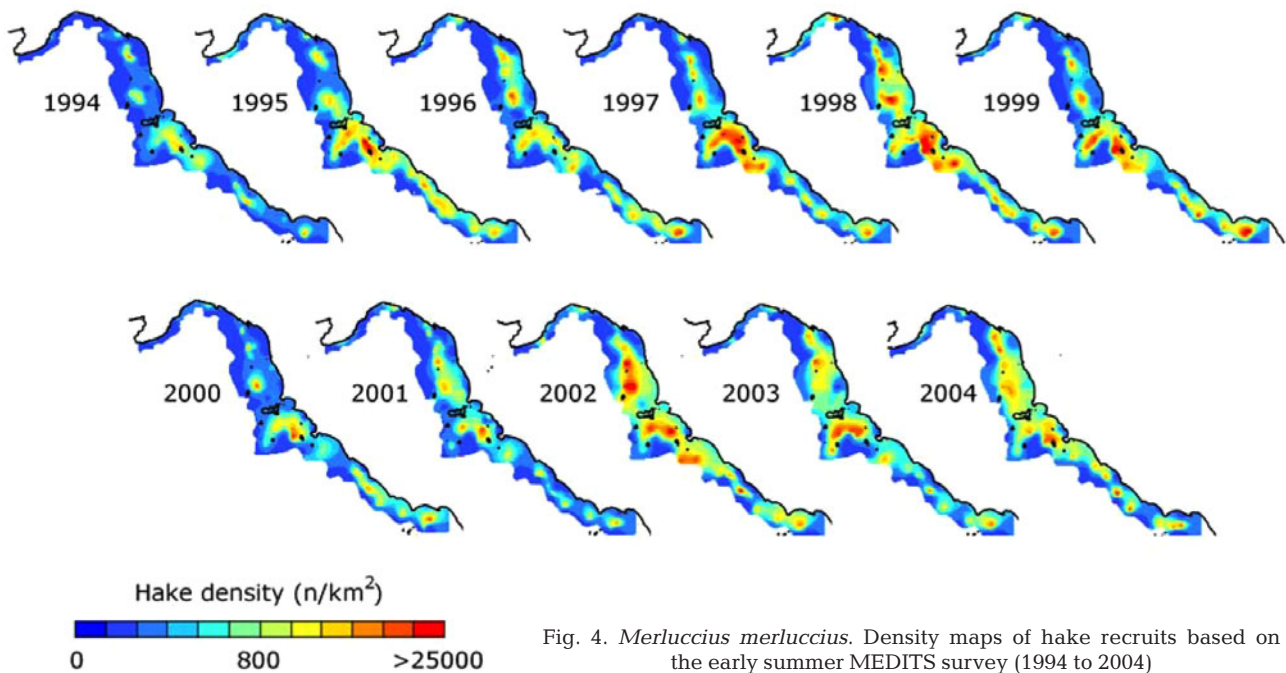 1994 1995 1996 1997 1998 1999
2000 2001 2002 2003 2004
Hake density (n/km²)
0 800 >25000
Fig. 4. Merluccius merluccius. Density maps of hake recruits based on
the early summer MEDITS survey (1994 to 2004)